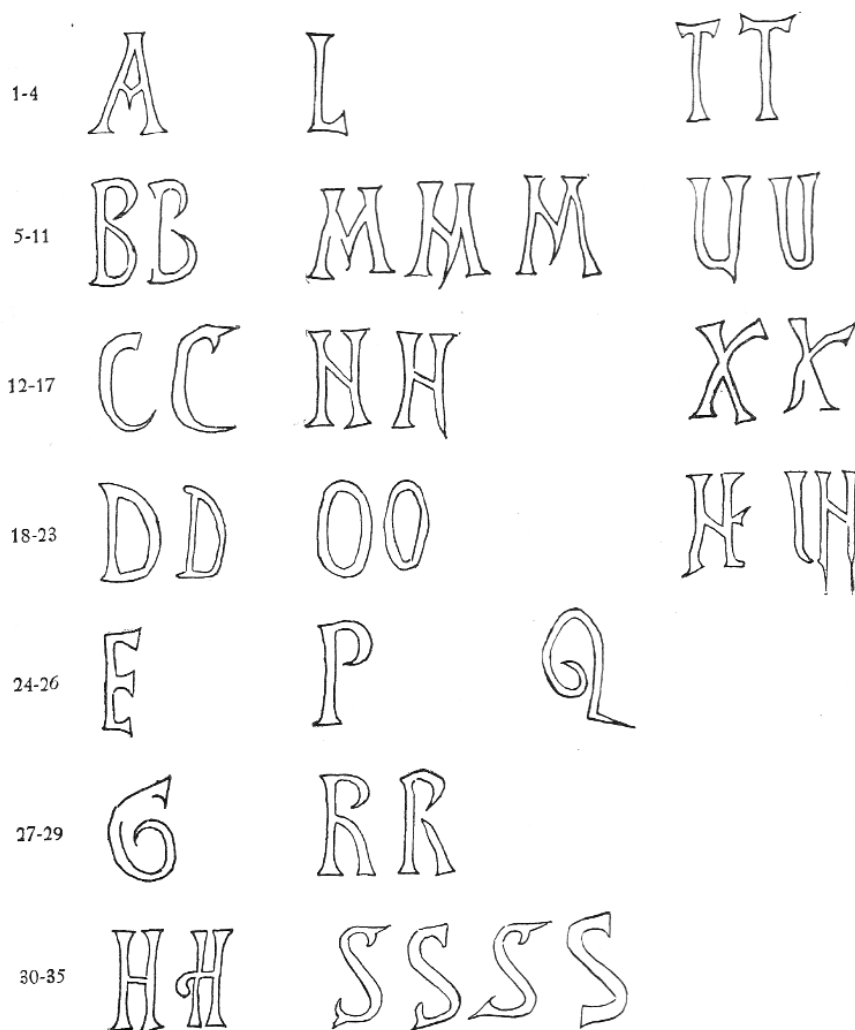 1-4 A L T T
5-11 B B M M M U U
12-17 C C N N X X
18-23 D D O O
24-26 E P Q
27-29 G R R
30-35 H H S S S S